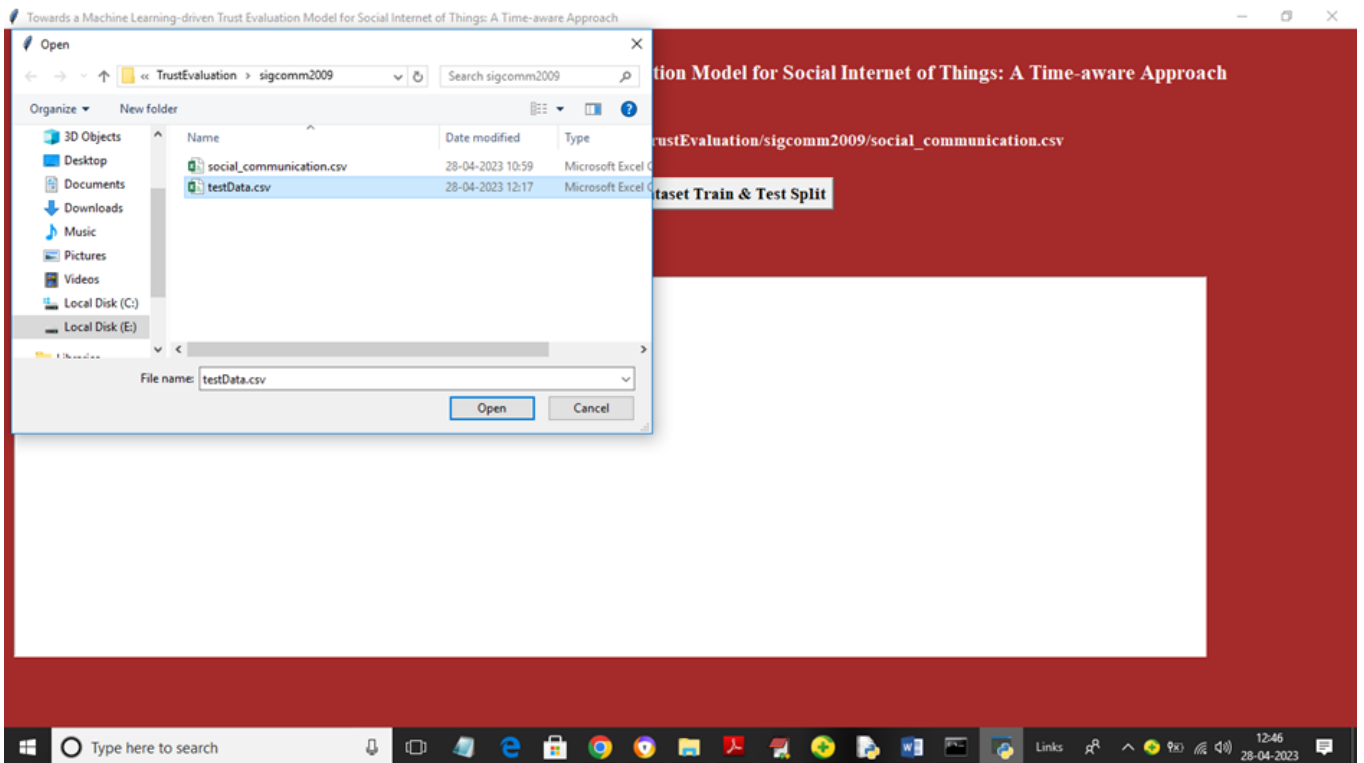 Towards a Machine Learning-driven Trust Evaluation Model for Social Internet of Things: A Time-aware Approach
Open
« TrustEvaluation › sigcomm2009
Search sigcomm2009
Organize
New folder
3D Objects
Desktop
Documents
Downloads
Music
Pictures
Videos
Local Disk (C:)
Local Disk (E:)
Libraries
Name
Date modified
Type
social_communication.csv
28-04-2023 10:59
Microsoft Excel C
testData.csv
28-04-2023 12:17
Microsoft Excel C
File name:
testData.csv
Open
Cancel
tion Model for Social Internet of Things: A Time-aware Approach
rustEvaluation/sigcomm2009/social_communication.csv
taset Train & Test Split
Type here to search
Links
12:46
28-04-2023